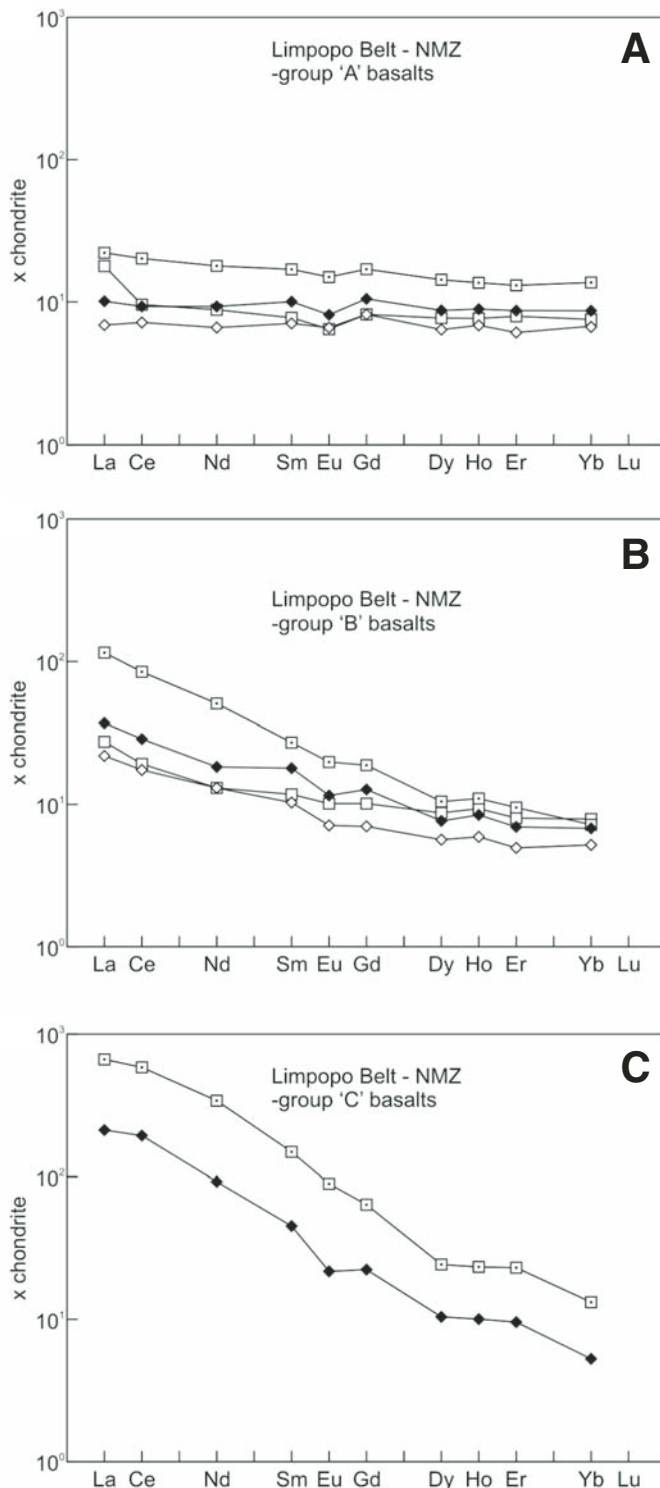 10³
A
Limpopo Belt - NMZ
-group 'A' basalts
10²
x chondrite
10¹
10⁰
La Ce Nd Sm Eu Gd Dy Ho Er Yb Lu
10³
B
Limpopo Belt - NMZ
-group 'B' basalts
10²
x chondrite
10¹
10⁰
La Ce Nd Sm Eu Gd Dy Ho Er Yb Lu
10³
C
Limpopo Belt - NMZ
-group 'C' basalts
10²
x chondrite
10¹
10⁰
La Ce Nd Sm Eu Gd Dy Ho Er Yb Lu